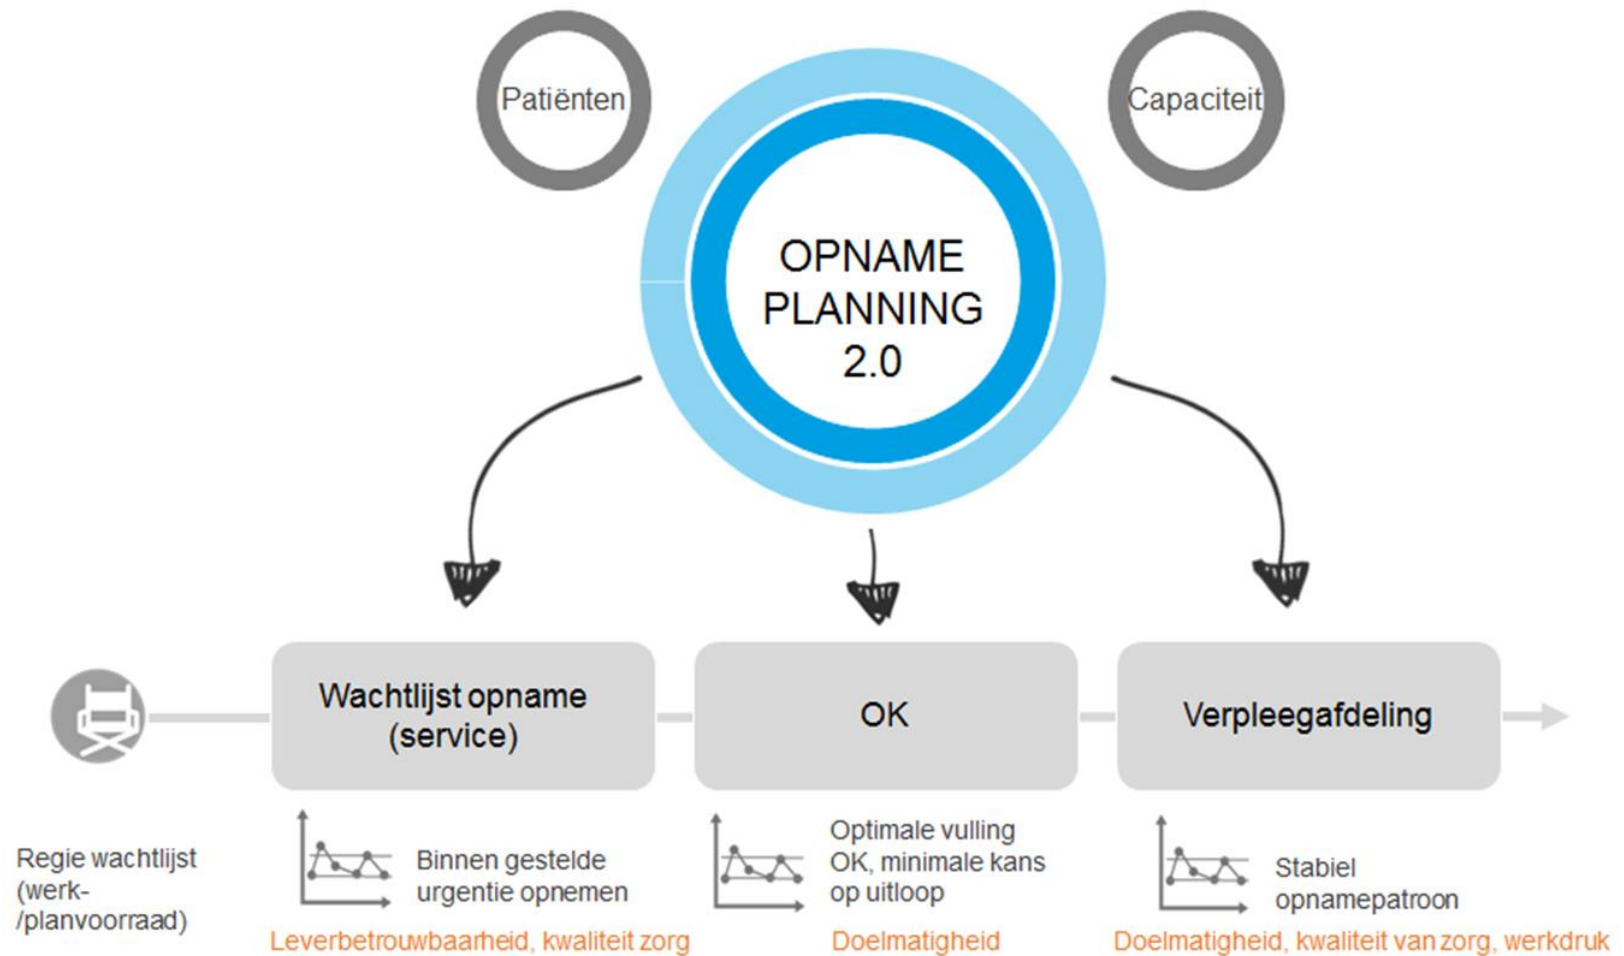 Patiënten
Capaciteit
OPNAME
PLANNING
2.0
Wachtlijst opname
(service)
OK
Verpleegafdeling
Regie wachtlijst
(werk-
/planvoorraad)
Binnen gestelde
urgentie opnemen
Leverbetrouwbaarheid, kwaliteit zorg
Optimale vulling
OK, minimale kans
op uitloop
Doelmatigheid
Stabiel
opnamepatroon
Doelmatigheid, kwaliteit van zorg, werkdruk